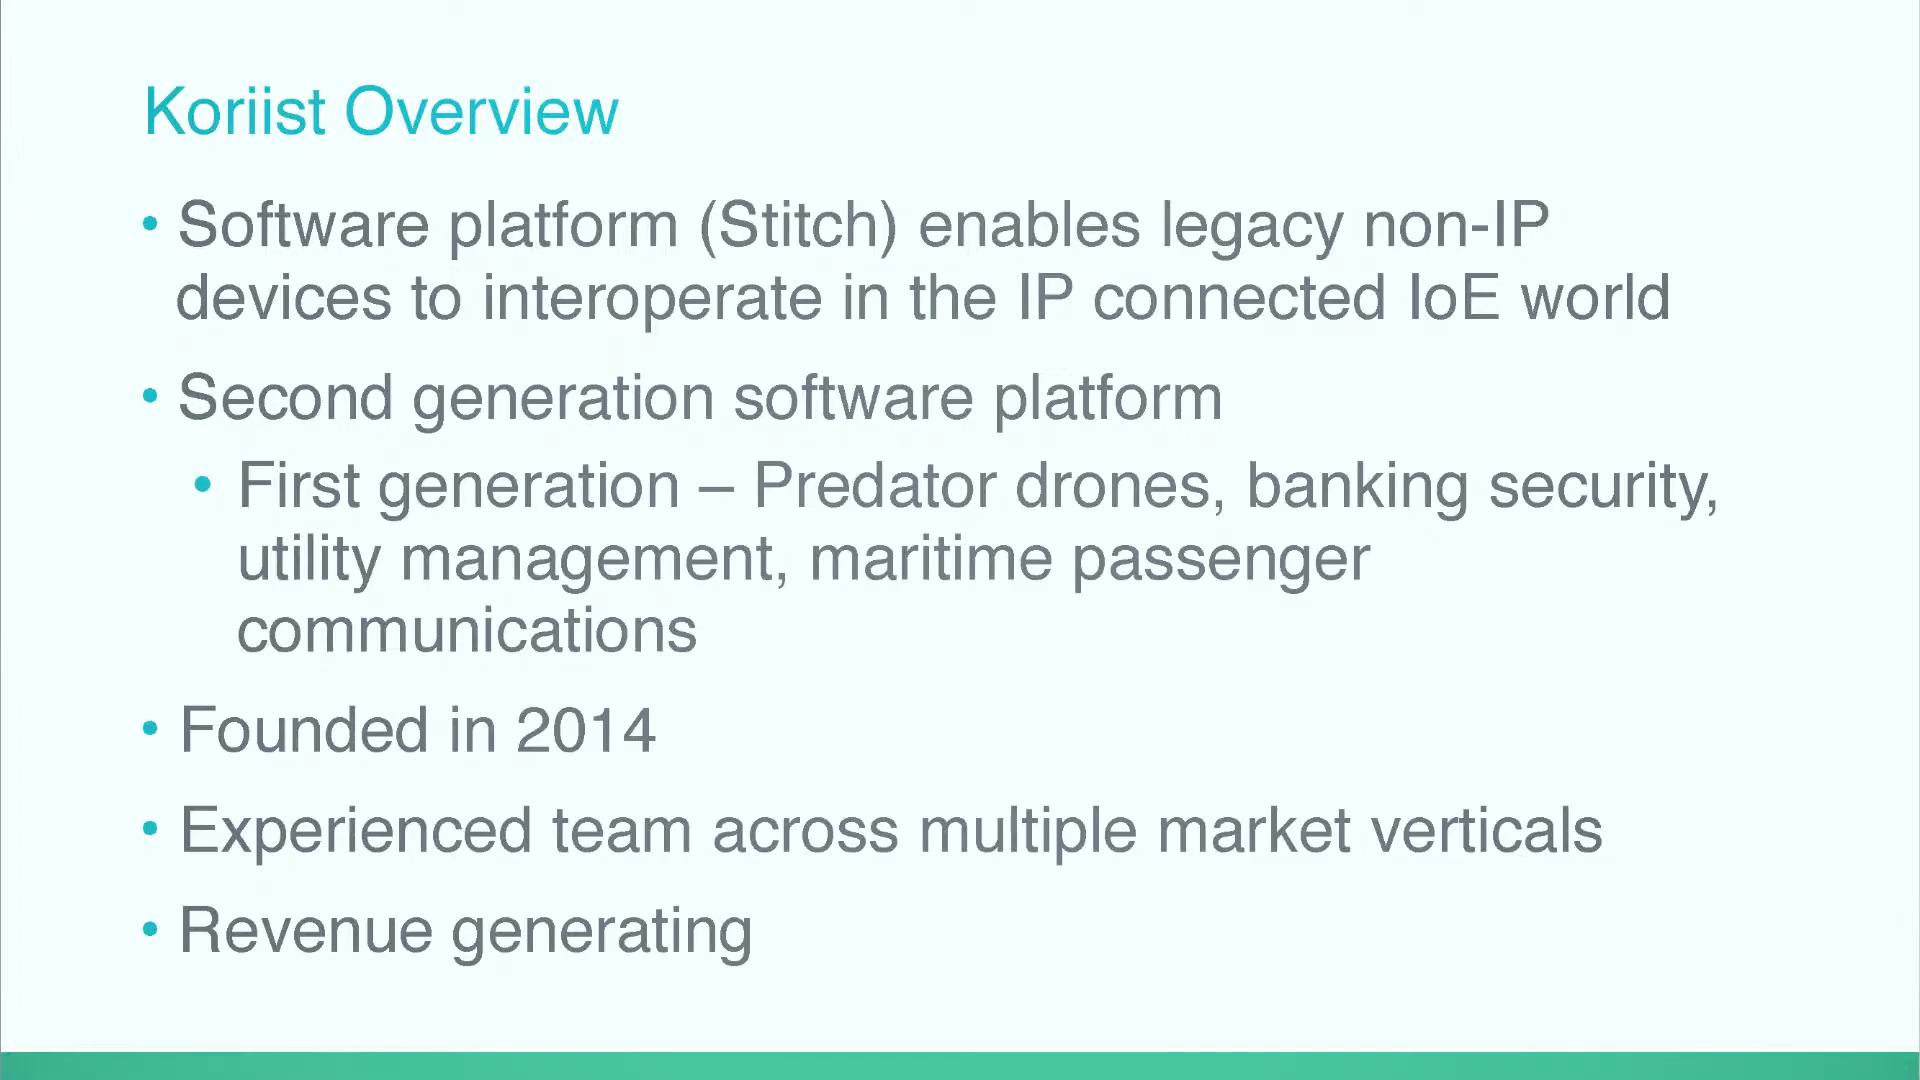 Koriist Overview
• Software platform (Stitch) enables legacy non-IP
devices to interoperate in the IP connected IoE world
• Second generation software platform
• First generation – Predator drones, banking security,
utility management, maritime passenger
communications
• Founded in 2014
• Experienced team across multiple market verticals
• Revenue generating